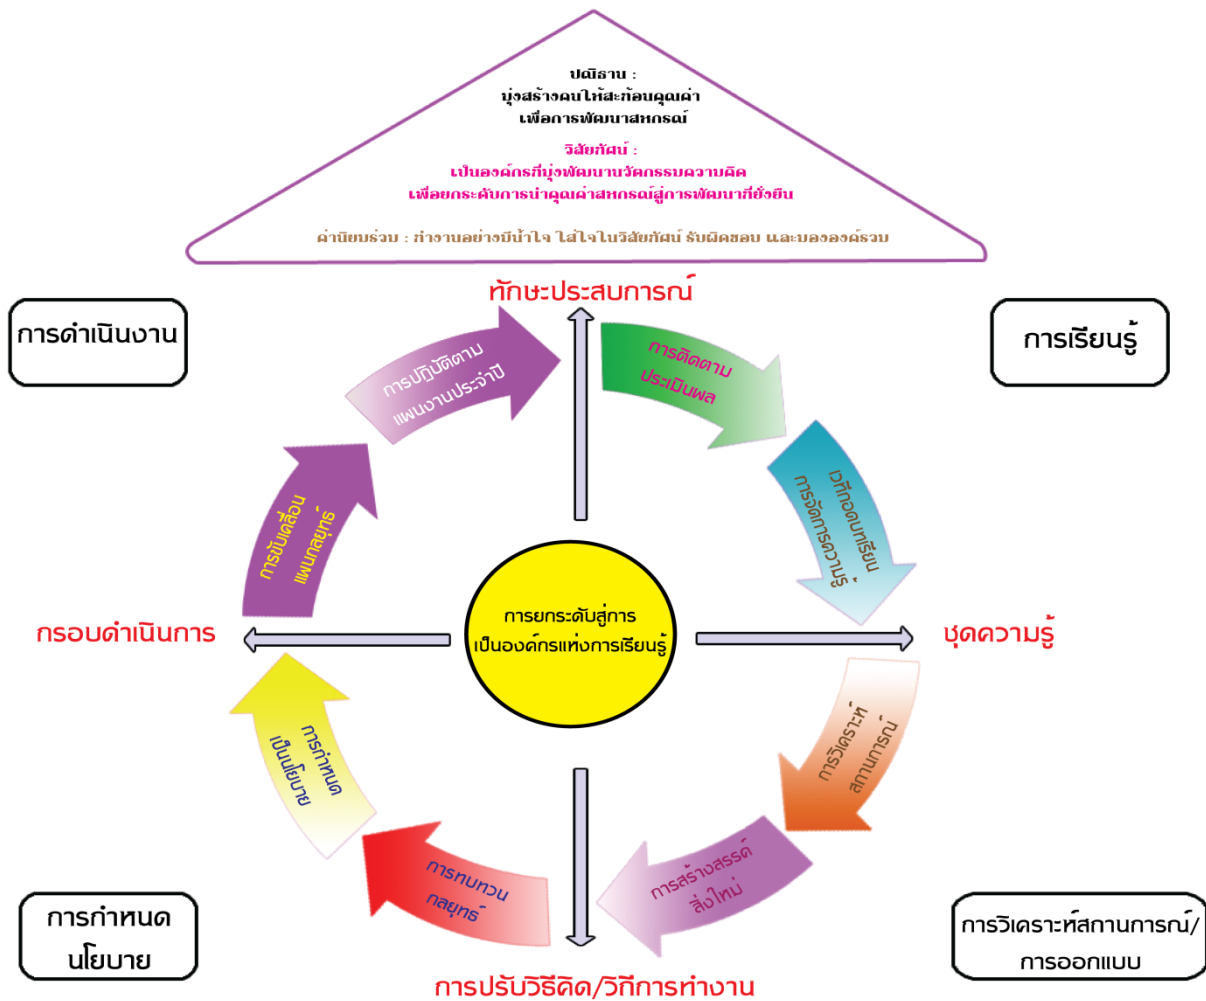 ปณิธาน :
มุ่งสร้างคนให้สะท้อนคุณค่า
เพื่อการพัฒนาสหกรณ์
วิสัยทัศน์ :
เป็นองค์กรที่มุ่งพัฒนานวัตกรรมความคิด
เพื่อยกระดับการนำคุณค่าสหกรณ์สู่การพัฒนาที่ยั่งยืน
ค่านิยมร่วม : ทำงานอย่างมีน้ำใจ ใส่ใจในวิสัยทัศน์ รับผิดชอบ และมององค์รวม
ทักษะประสบการณ์
การดำเนินงาน
การเรียนรู้
การปฏิบัติตาม
แผนงานประจำปี
การติดตาม
ประเมินผล
การขับเคลื่อน
แผนกลยุทธ์
เวทีถอดบทเรียน
การจัดการความรู้
การยกระดับสู่การ
เป็นองค์กรแห่งการเรียนรู้
กรอบดำเนินการ
ชุดความรู้
การกำหนด
เป็นนโยบาย
การวิเคราะห์
สถานการณ์
การทบทวน
กลยุทธ์
การสร้างสรรค์
สิ่งใหม่
การกำหนด
นโยบาย
การวิเคราะห์สถานการณ์/
การออกแบบ
การปรับวิธีคิด/วิถีการทำงาน